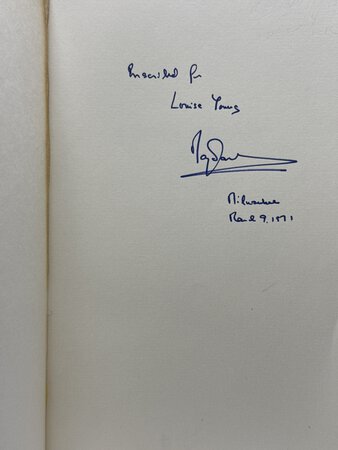 Inscribed for
Louise Young
Milwaukee
March 9, 1971